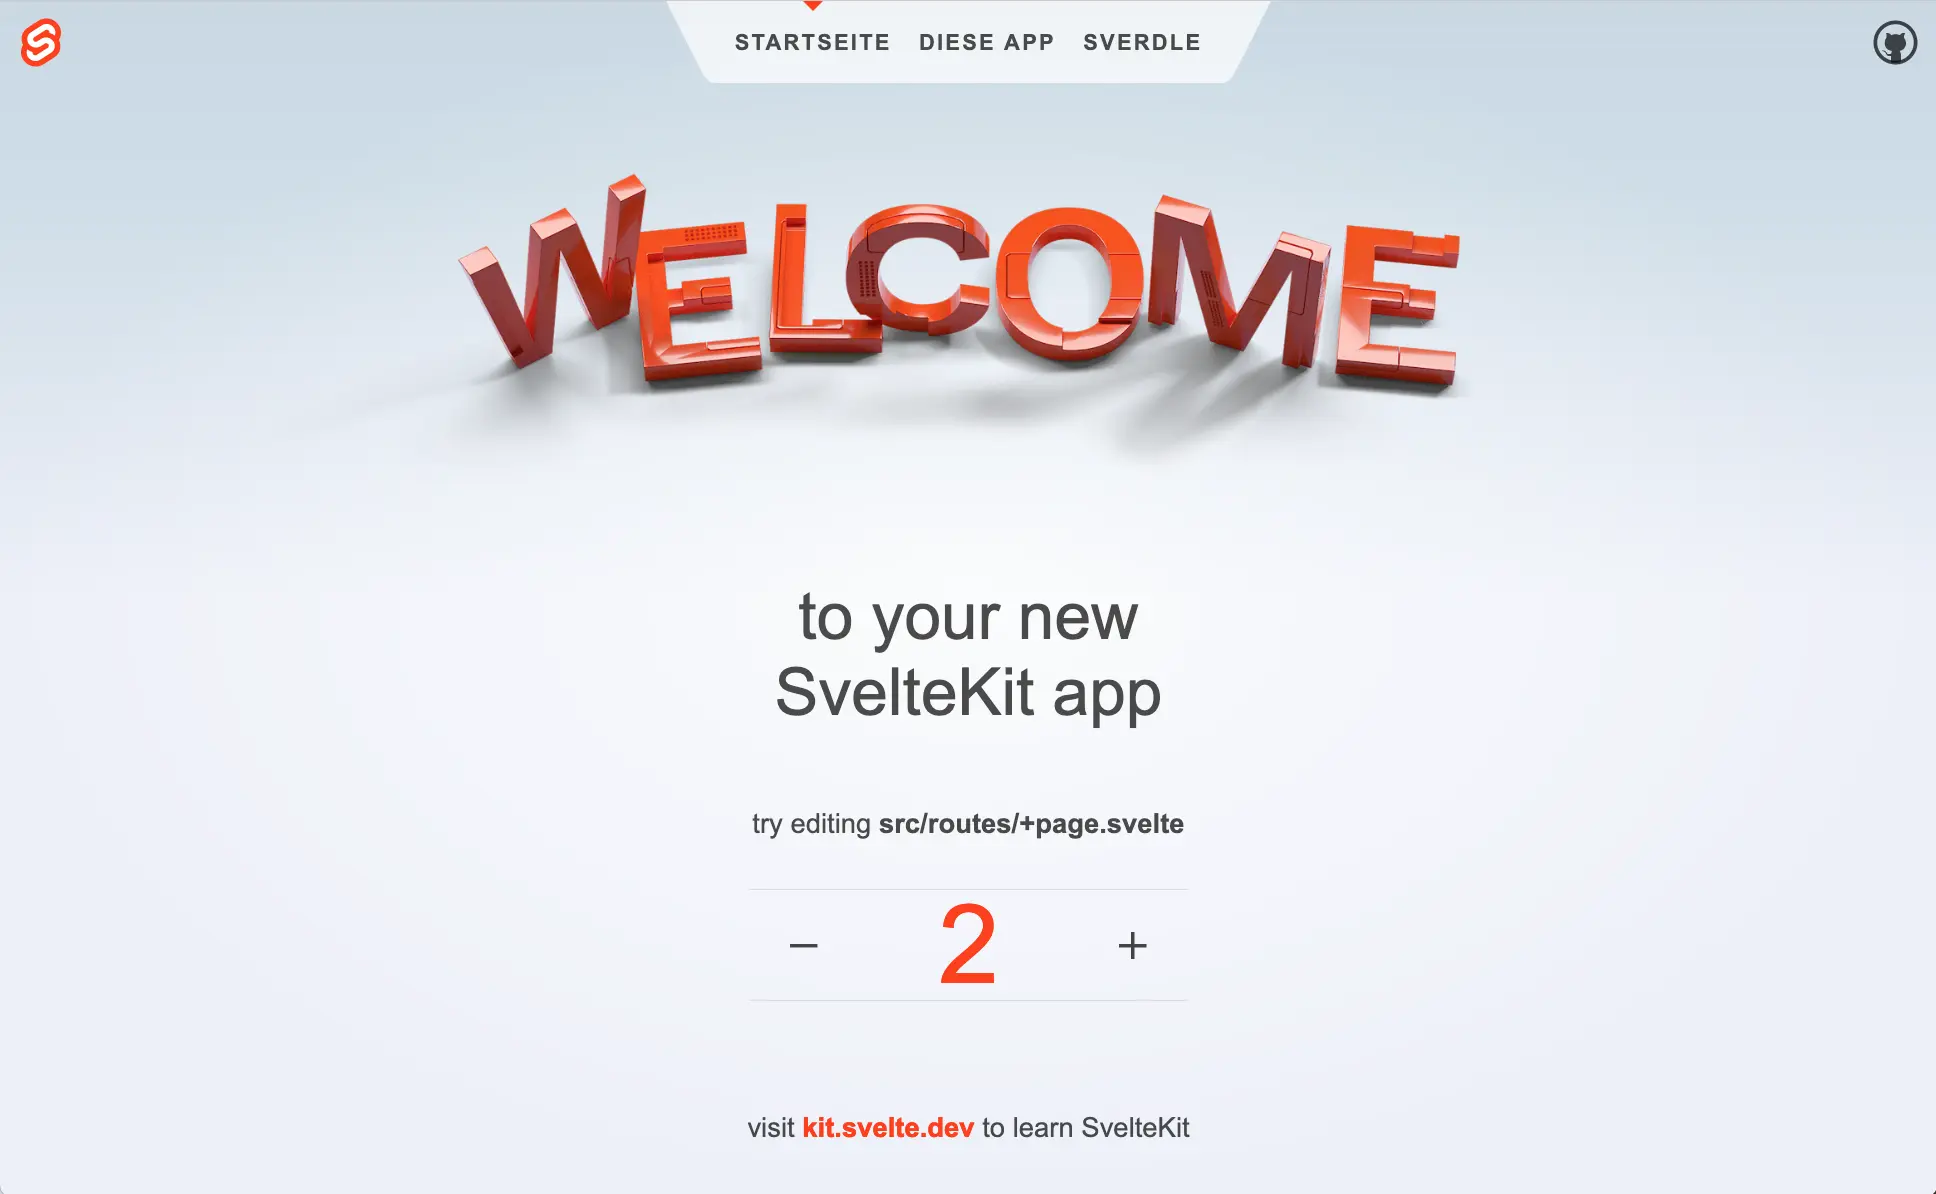 STARTSEITE DIESE APP SVERDLE
WELCOME
to your new
SvelteKit app
try editing src/routes/+page.svelte
− 2 +
visit kit.svelte.dev to learn SvelteKit